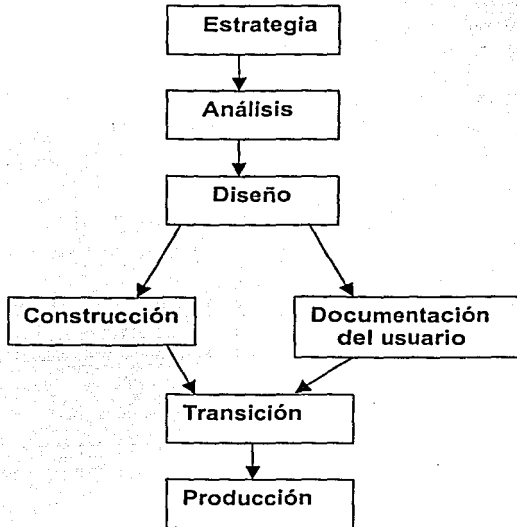 Estrategia
Análisis
Diseño
Construcción
Documentación
del usuario
Transición
Producción